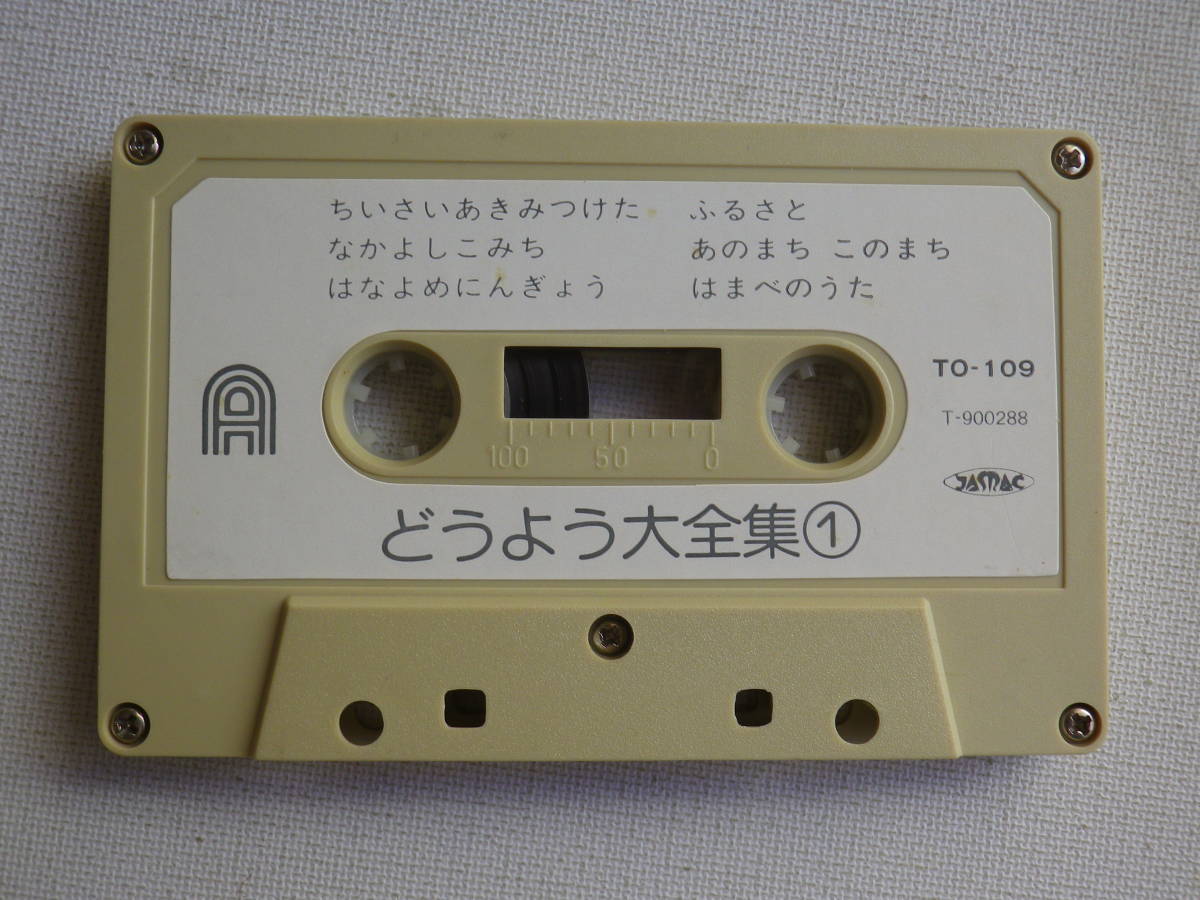 ちいさいあきみつけた
なかよしこみち
はなよめにんぎょう
ふるさと
あのまち このまち
はまべのうた
A
TO-109
T-900288
JASRAC
100 50 0
どうよう大全集①